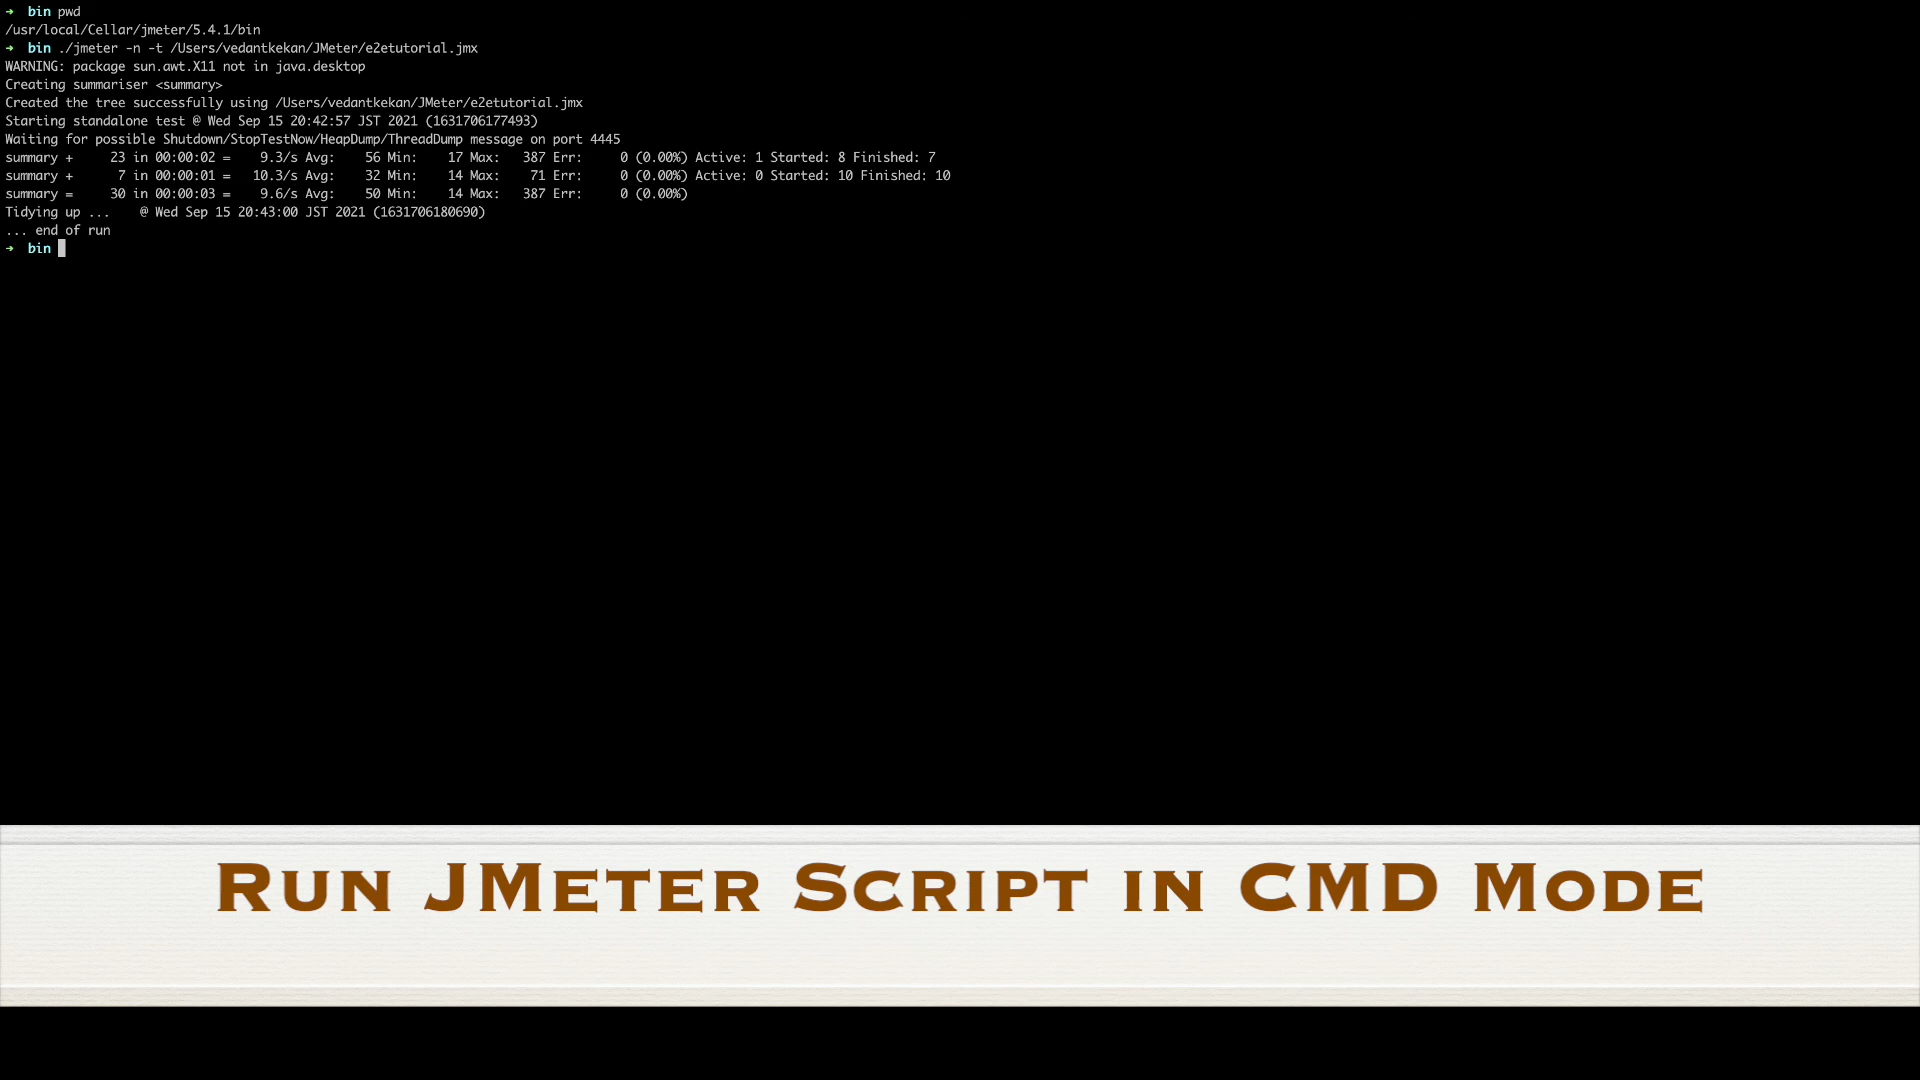 ➜  bin pwd
/usr/local/Cellar/jmeter/5.4.1/bin
➜  bin ./jmeter -n -t /Users/vedantkekan/JMeter/e2etutorial.jmx
WARNING: package sun.awt.X11 not in java.desktop
Creating summariser <summary>
Created the tree successfully using /Users/vedantkekan/JMeter/e2etutorial.jmx
Starting standalone test @ Wed Sep 15 20:42:57 JST 2021 (1631706177493)
Waiting for possible Shutdown/StopTestNow/HeapDump/ThreadDump message on port 4445
summary +     23 in 00:00:02 =    9.3/s Avg:    56 Min:    17 Max:   387 Err:     0 (0.00%) Active: 1 Started: 8 Finished: 7
summary +      7 in 00:00:01 =   10.3/s Avg:    32 Min:    14 Max:    71 Err:     0 (0.00%) Active: 0 Started: 10 Finished: 10
summary =     30 in 00:00:03 =    9.6/s Avg:    50 Min:    14 Max:   387 Err:     0 (0.00%)
Tidying up ...    @ Wed Sep 15 20:43:00 JST 2021 (1631706180690)
... end of run
➜  bin
Run JMeter Script in CMD Mode